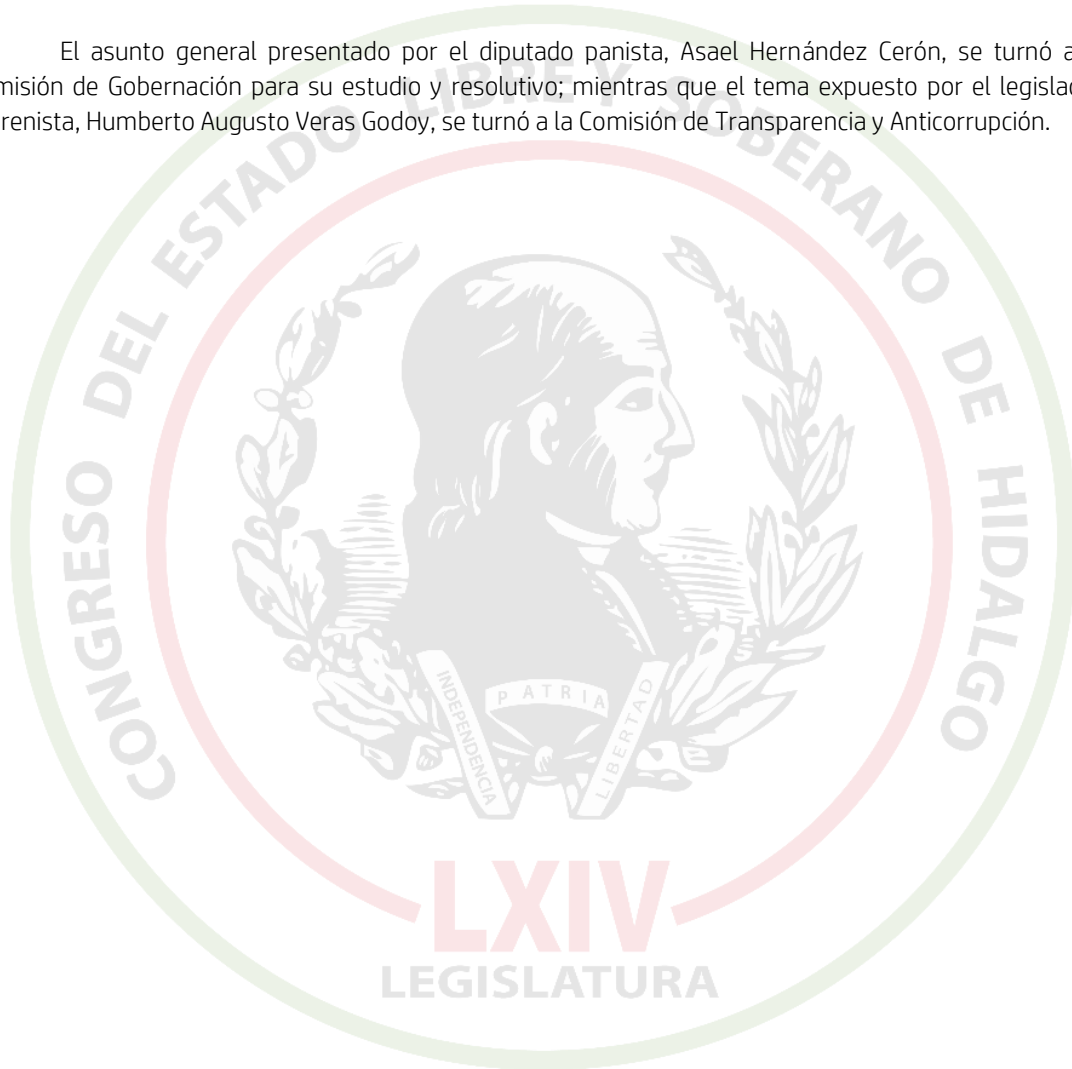 El asunto general presentado por el diputado panista, Asael Hernández Cerón, se turnó a
misión de Gobernación para su estudio y resolutivo; mientras que el tema expuesto por el legislad
renista, Humberto Augusto Veras Godoy, se turnó a la Comisión de Transparencia y Anticorrupción.
CONGRESO DEL ESTADO LIBRE Y SOBERANO DE HIDALGO
INDEPENDENCIA
PATRIA
LIBERTAD
LXIV
LEGISLATURA